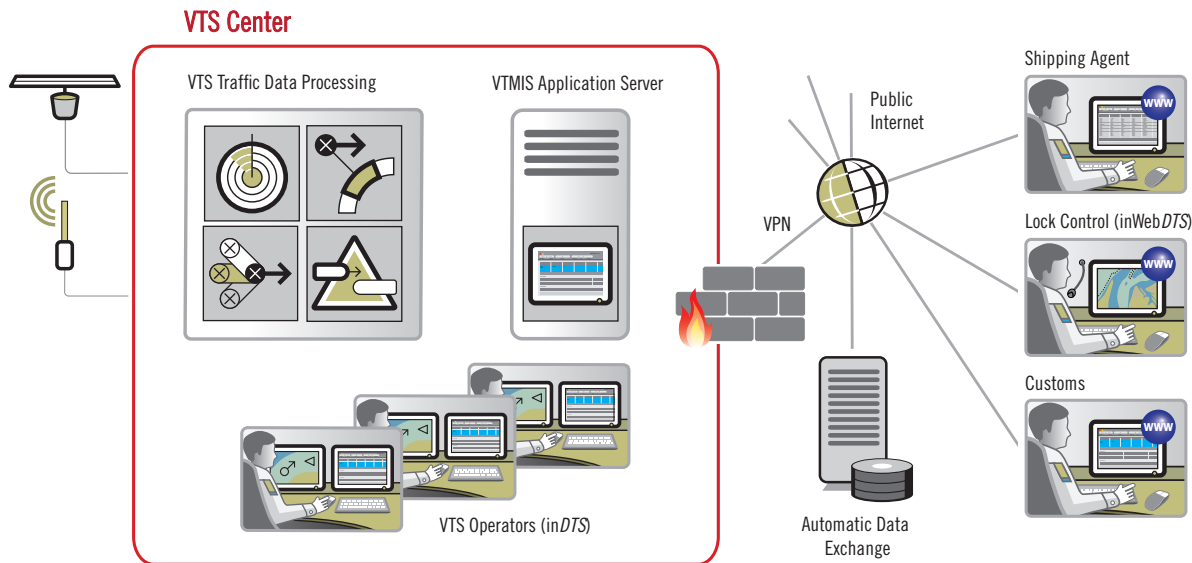 VTS Center
VTS Traffic Data Processing
VTMIS Application Server
VTS Operators (inDTS)
VPN
Public
Internet
Automatic Data
Exchange
Shipping Agent
www
Lock Control (inWebDTS)
www
Customs
www